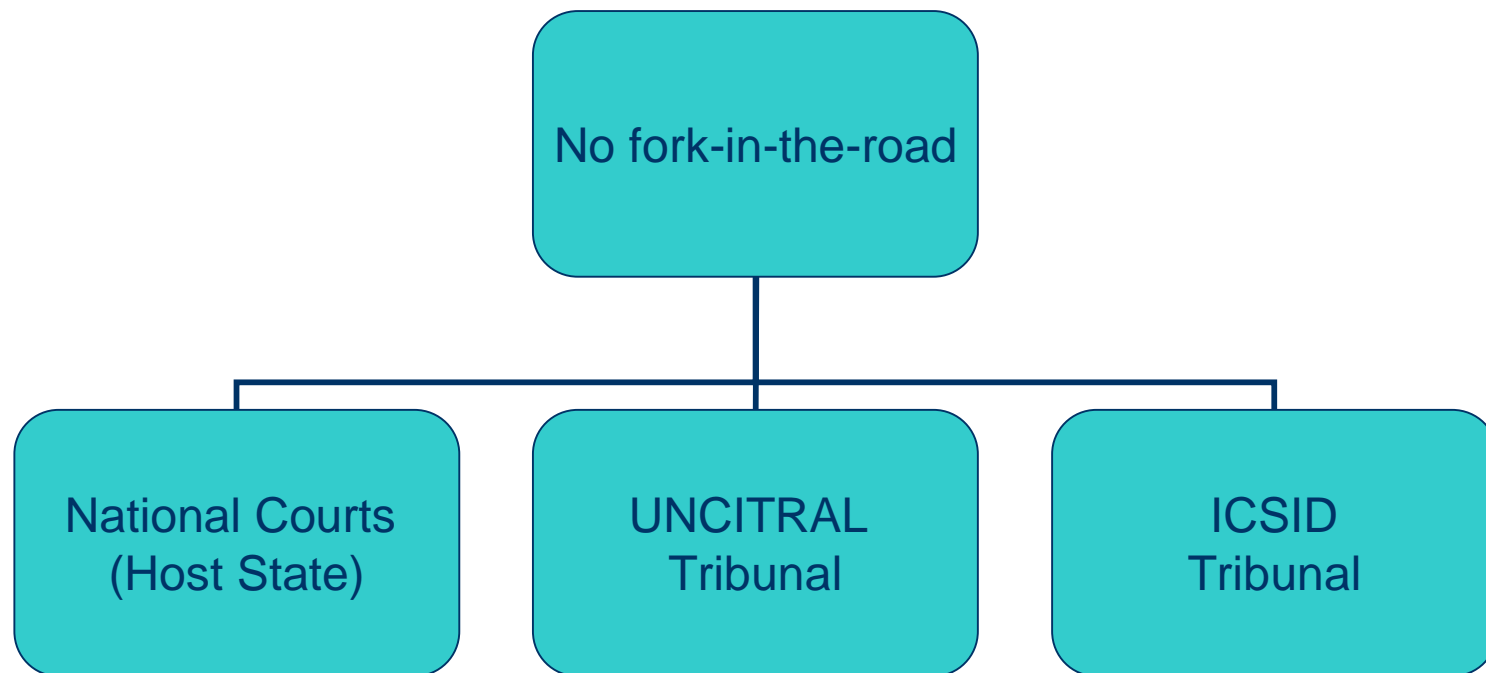 No fork-in-the-road
National Courts
(Host State)
UNCITRAL
Tribunal
ICSID
Tribunal